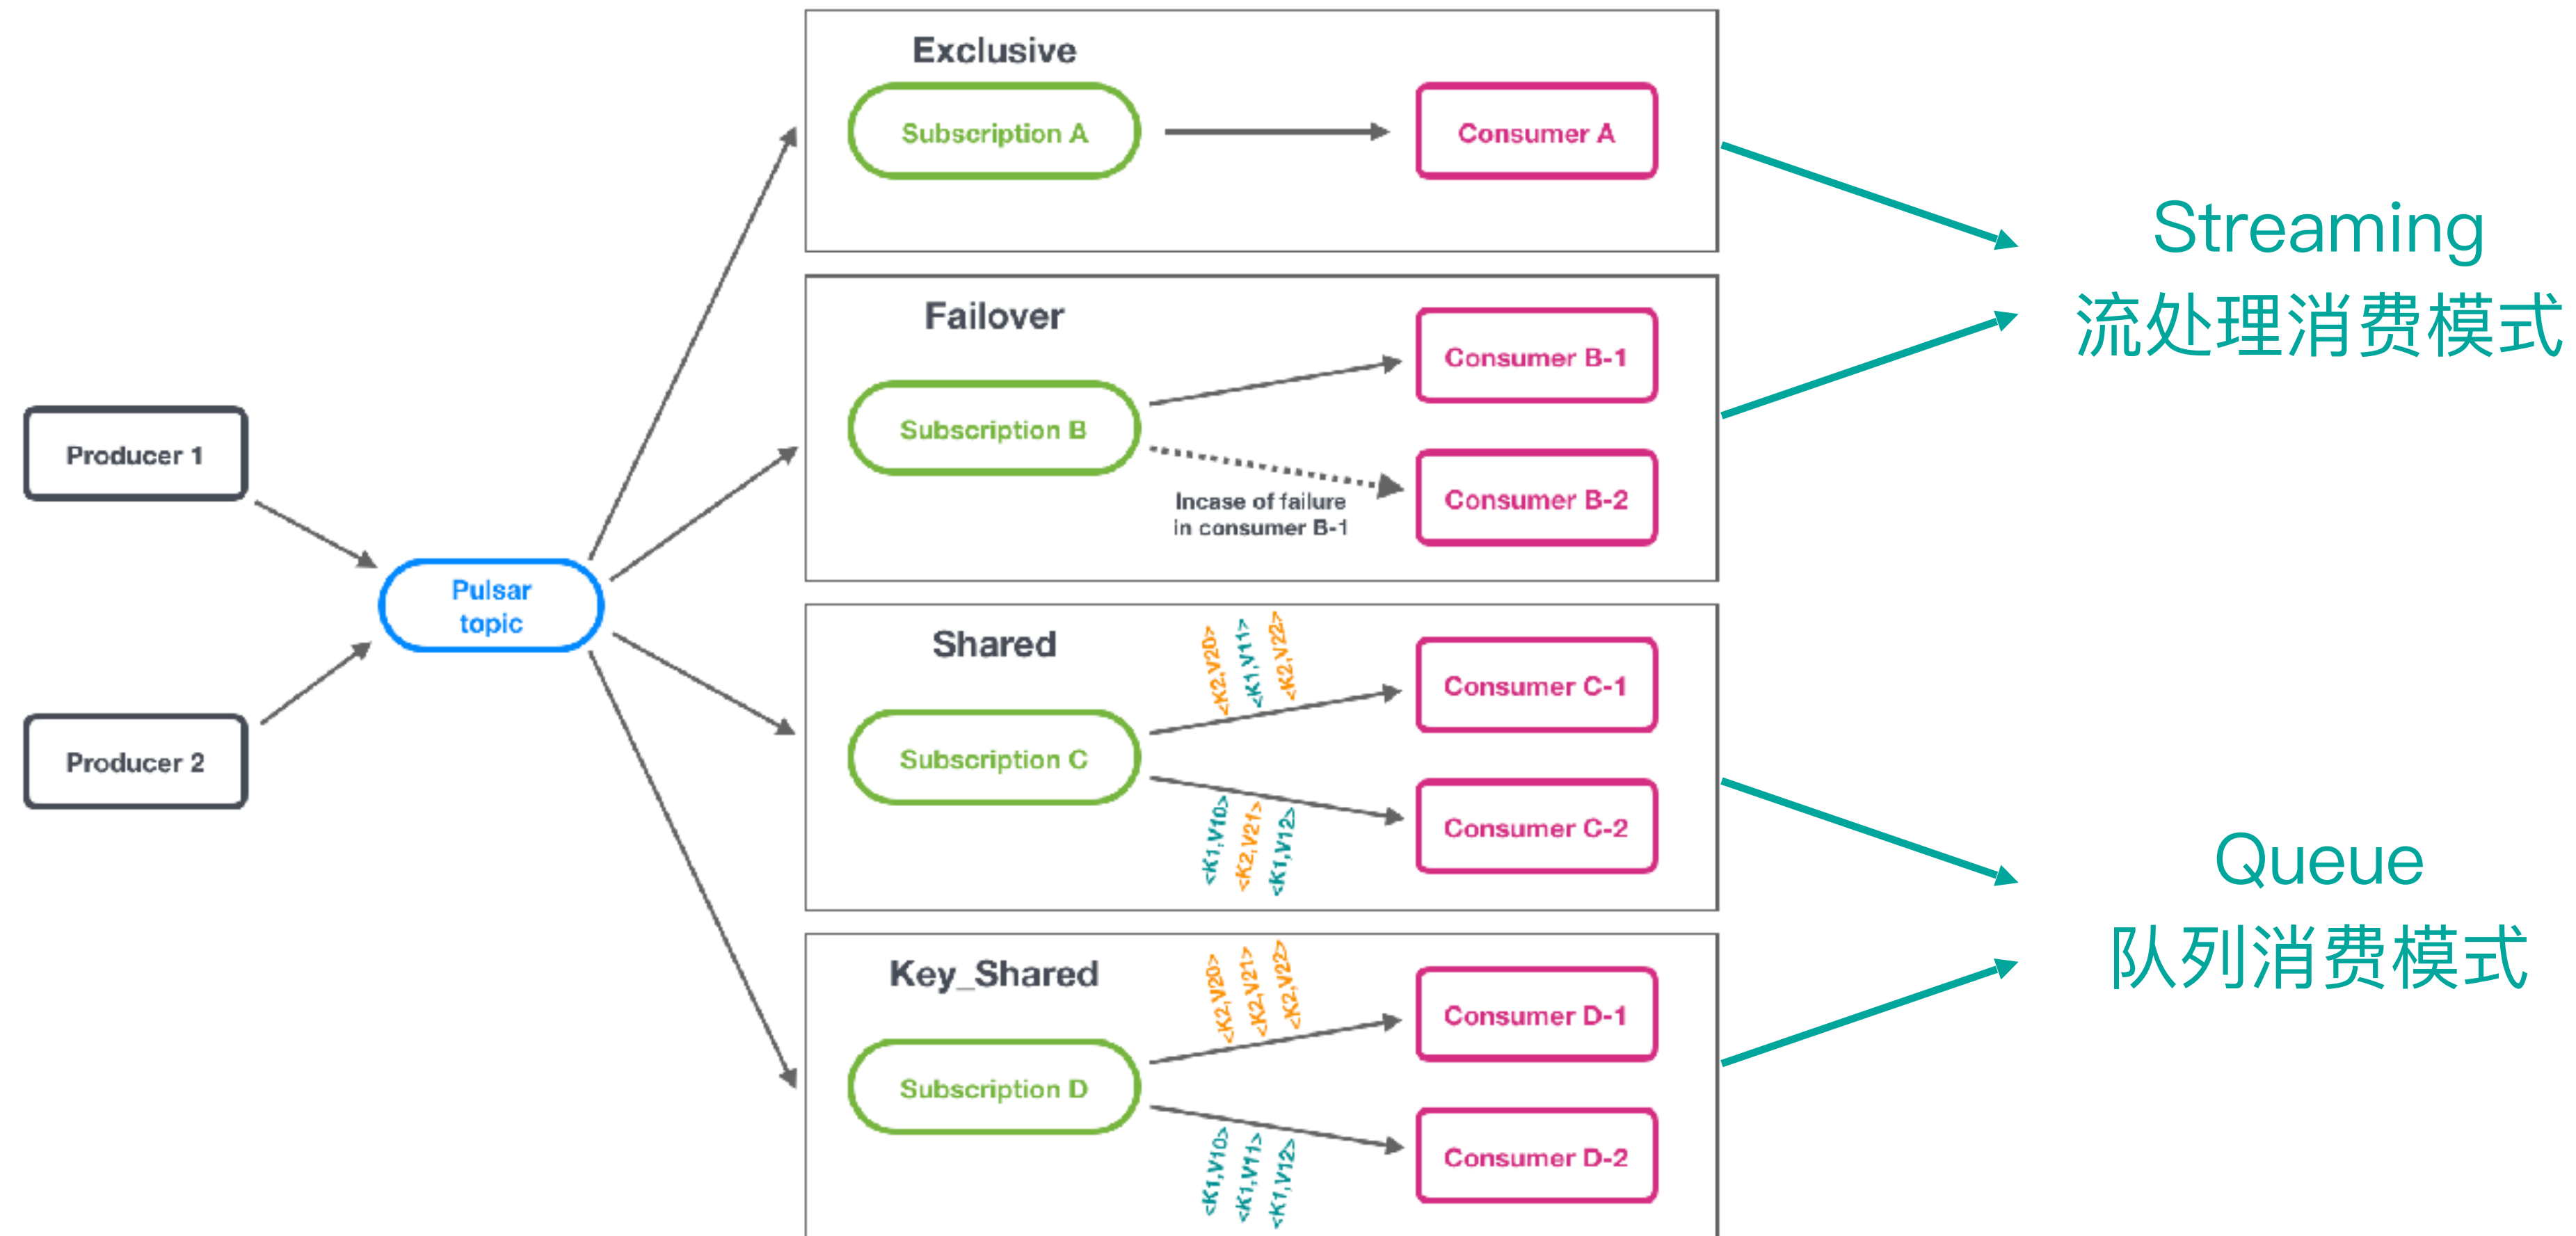 Producer 1
Producer 2
Pulsar
topic
Exclusive
Subscription A
Consumer A
Failover
Subscription B
Consumer B-1
Incase of failure
in consumer B-1
Consumer B-2
Shared
<K2,V20>
<K1,V11>
<K2,V22>
Subscription C
Consumer C-1
<K1,V10>
<K2,V21>
<K1,V12>
Consumer C-2
Key_Shared
<K2,V20>
<K2,V21>
<K2,V22>
Subscription D
Consumer D-1
<K1,V10>
<K1,V11>
<K1,V12>
Consumer D-2
Streaming
流处理消费模式
Queue
队列消费模式